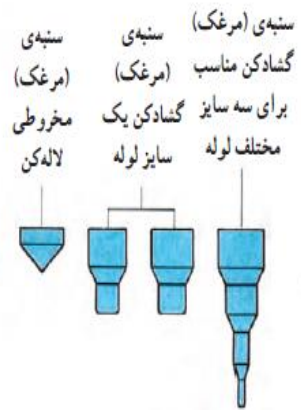 سنبه‌ی (مرغک)
گشادکن مناسب
برای سه سایز
مختلف لوله
سنبه‌ی
(مرغک)
گشادکن یک
سایز لوله
سنبه‌ی
(مرغک)
مخروطی
لاله‌کن